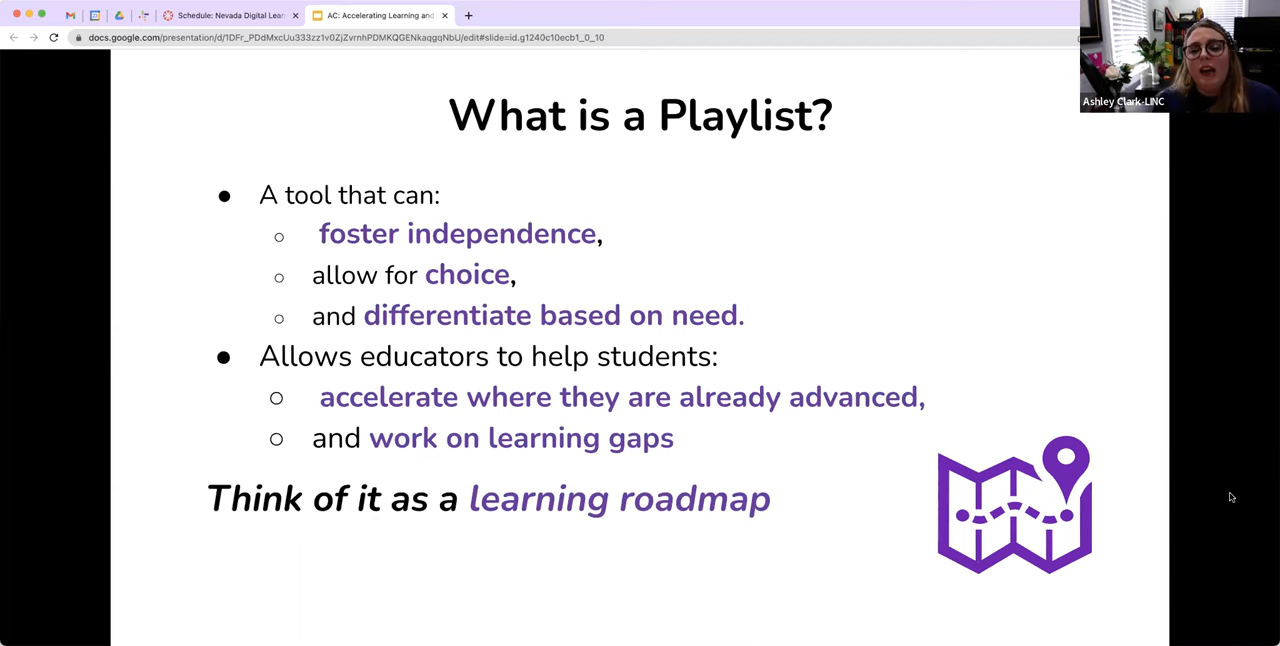 Schedule: Nevada Digital Lear
AC: Accelerating Learning and
docs.google.com/presentation/d/1DFr_PDdMxcUu333zz1v0ZjZvrnhPDMKQGENkaqgqNbU/edit#slide=id.g1240c10ecb1_0_10
Ashley Clark-LINC
What is a Playlist?
● A tool that can:
○ foster independence,
○ allow for choice,
○ and differentiate based on need.
● Allows educators to help students:
○ accelerate where they are already advanced,
○ and work on learning gaps
Think of it as a learning roadmap